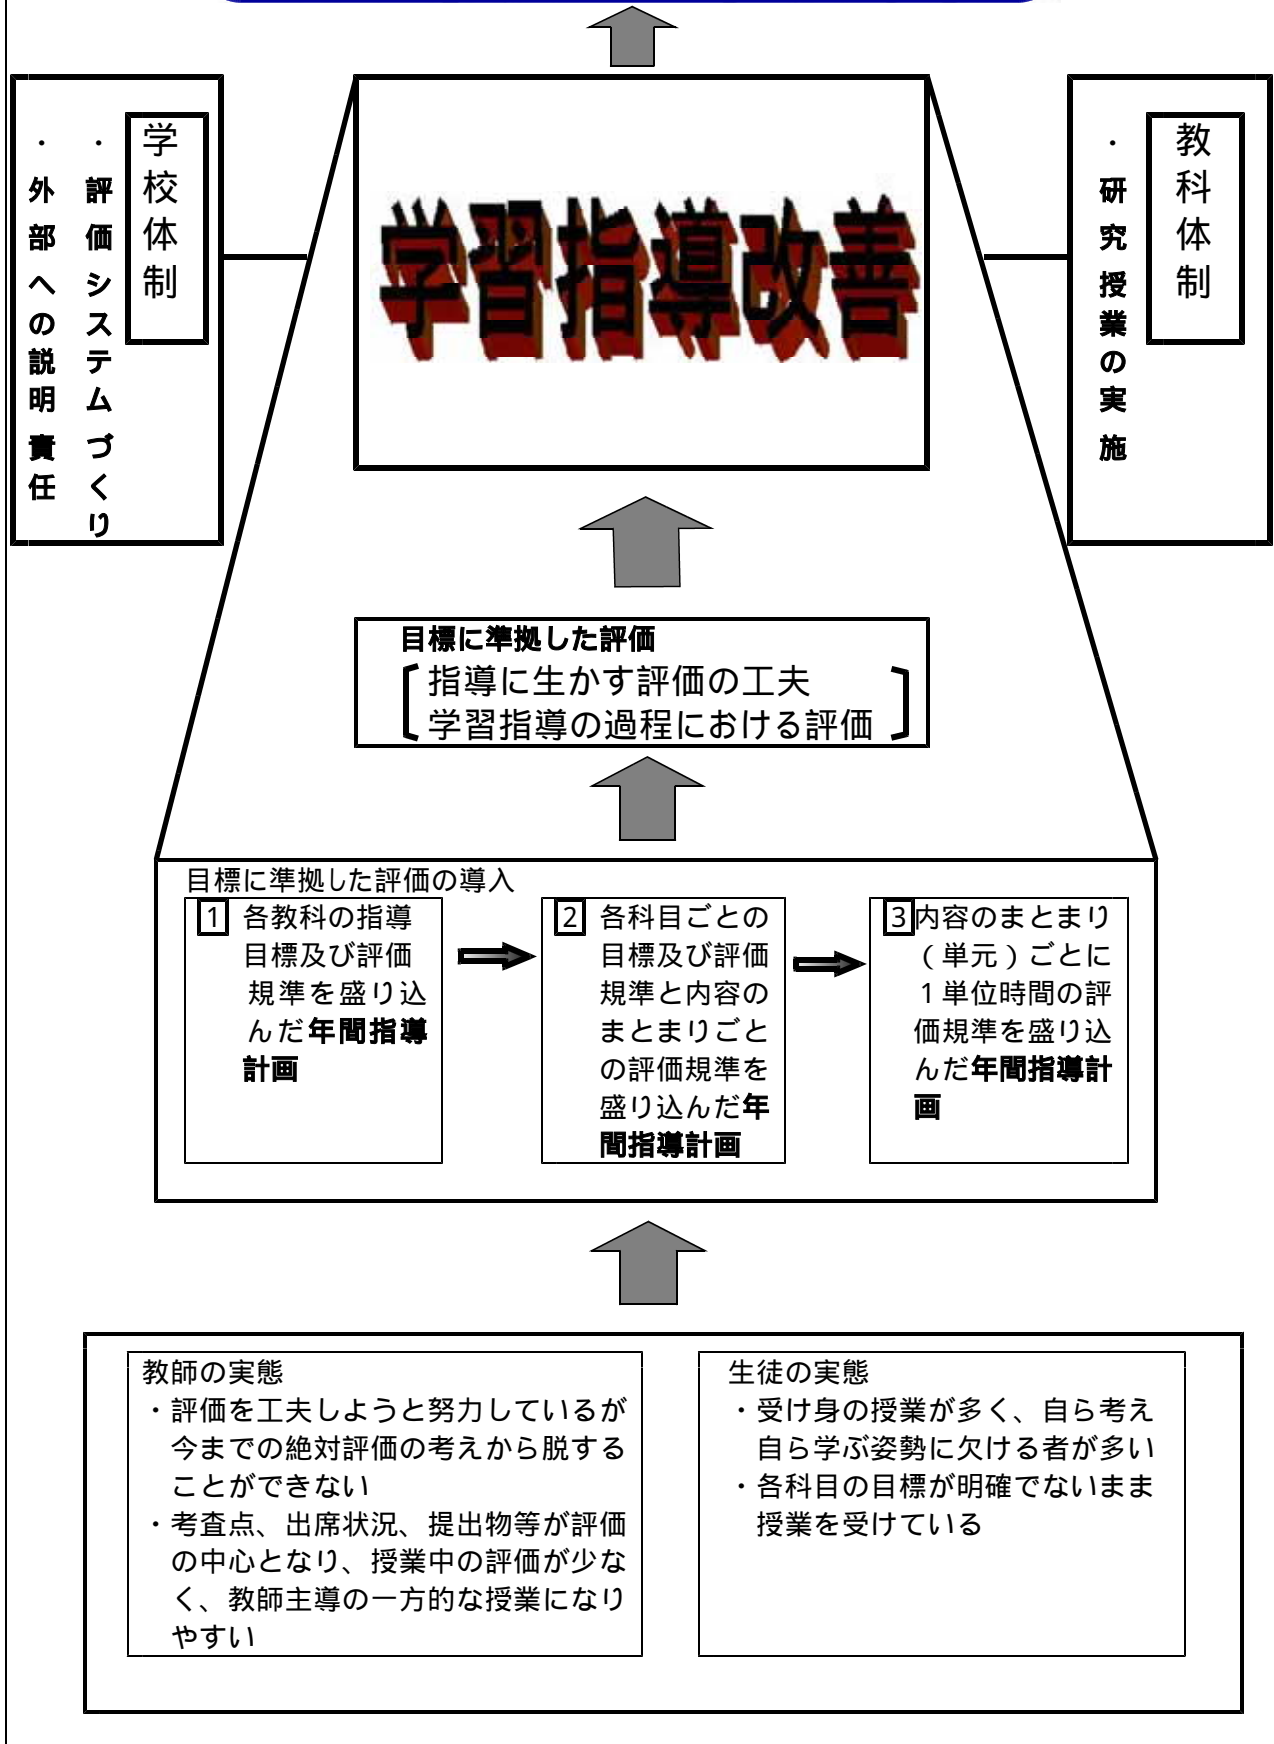 学校体制
・評価システムづくり
・外部への説明責任
学習指導改善
教科体制
・研究授業の実施
目標に準拠した評価
指導に生かす評価の工夫
学習指導の過程における評価
目標に準拠した評価の導入
1 各教科の指導
目標及び評価
規準を盛り込
んだ年間指導
計画
2 各科目ごとの
目標及び評価
規準と内容の
まとまりごと
の評価規準を
盛り込んだ年
間指導計画
3 内容のまとまり
（単元）ごとに
1単位時間の評
価規準を盛り込
んだ年間指導計
画
教師の実態
・評価を工夫しようと努力しているが
今までの絶対評価の考えから脱する
ことができない
・考査点、出席状況、提出物等が評価
の中心となり、授業中の評価が少な
く、教師主導の一方的な授業になり
やすい
生徒の実態
・受け身の授業が多く、自ら考え
自ら学ぶ姿勢に欠ける者が多い
・各科目の目標が明確でないまま
授業を受けている